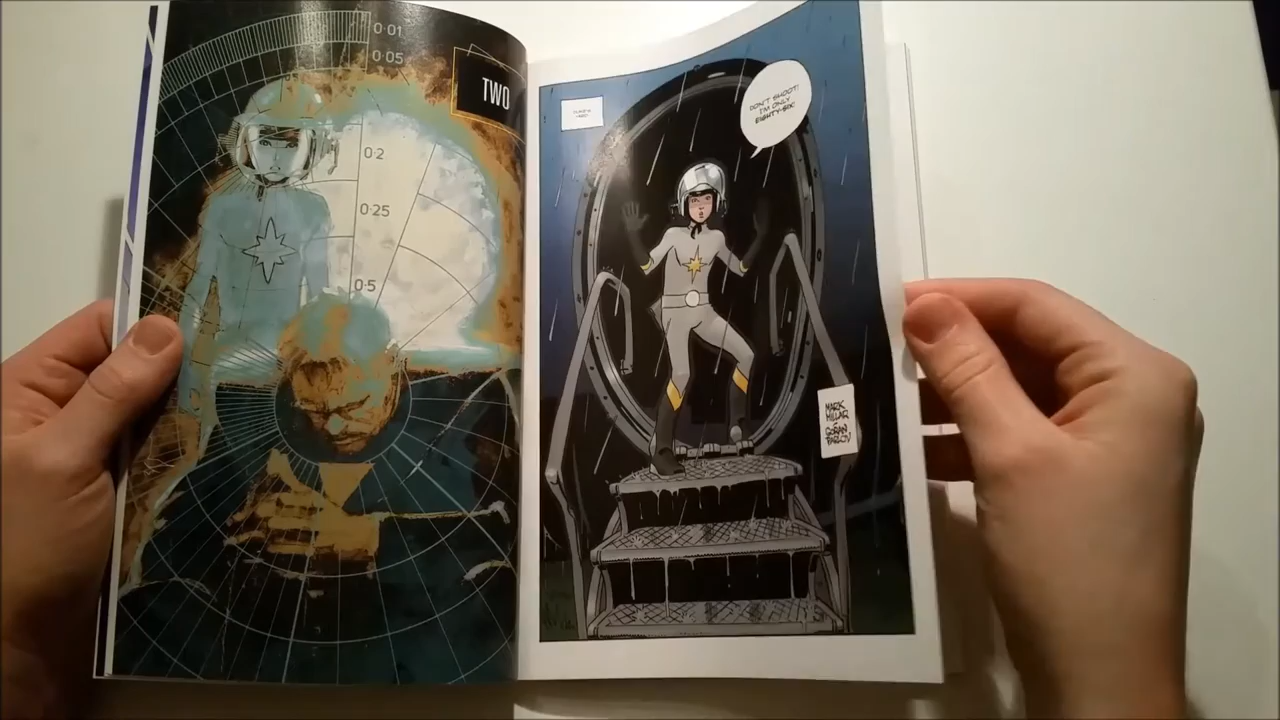 0·01
0·05
TWO
0·2
0·25
0·5
DON'T SHOOT!
I'M ONLY
EIGHTY-SIX!
MARK
MILLAR
GORAN
PARLOV